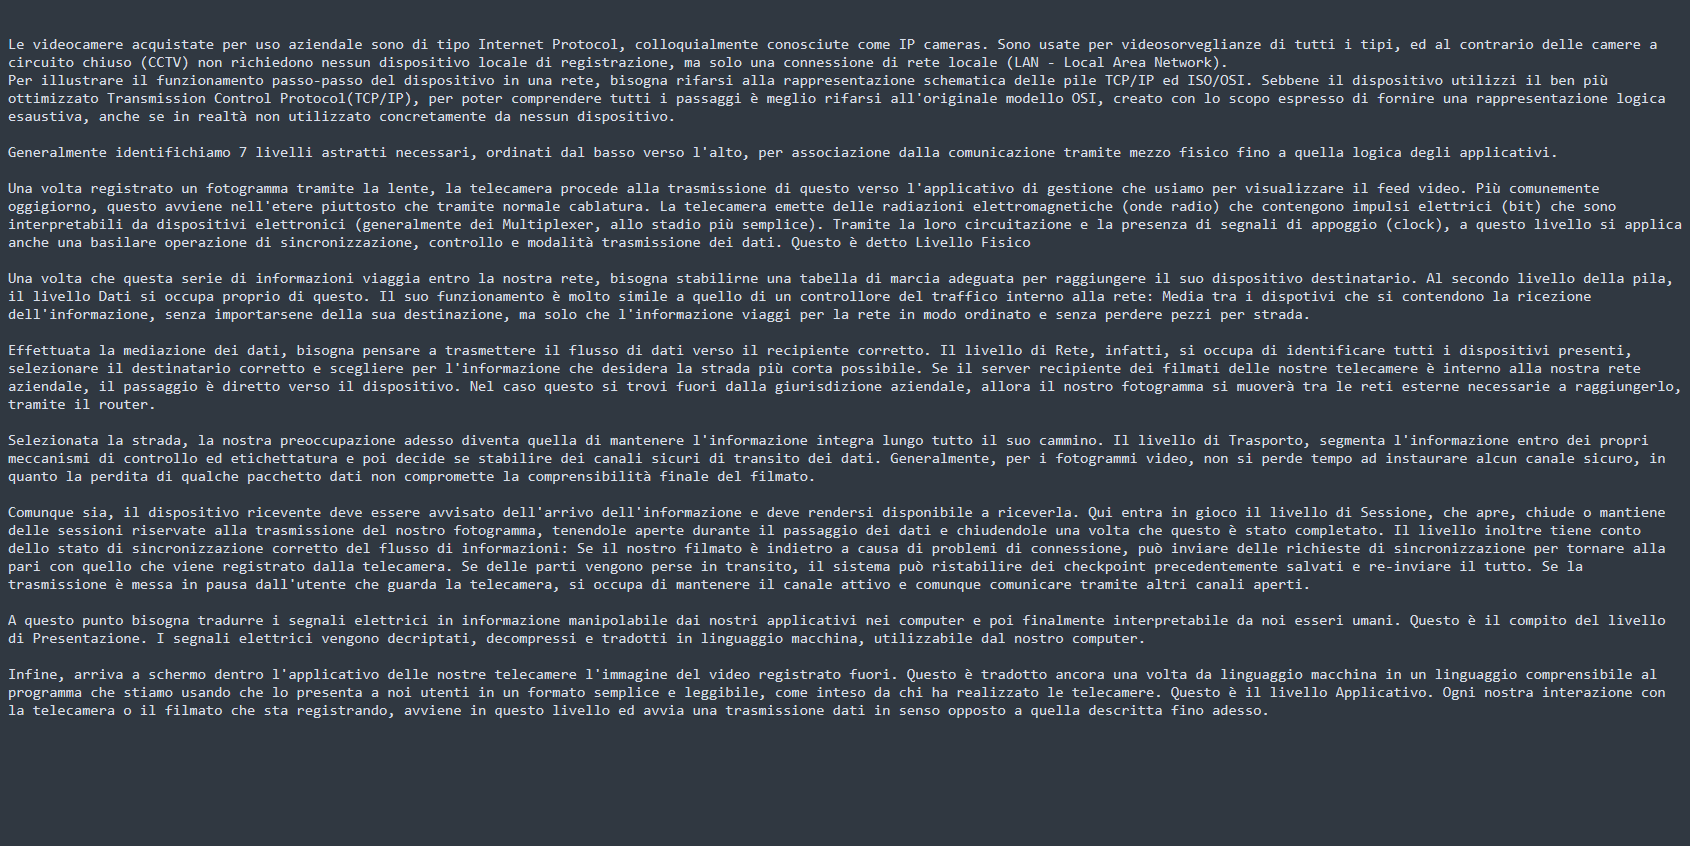 Le videocamere acquistate per uso aziendale sono di tipo Internet Protocol, colloquialmente conosciute come IP cameras. Sono usate per videosorveglianze di tutti i tipi, ed al contrario delle camere a
circuito chiuso (CCTV) non richiedono nessun dispositivo locale di registrazione, ma solo una connessione di rete locale (LAN - Local Area Network).
Per illustrare il funzionamento passo-passo del dispositivo in una rete, bisogna rifarsi alla rappresentazione schematica delle pile TCP/IP ed ISO/OSI. Sebbene il dispositivo utilizzi il ben più
ottimizzato Transmission Control Protocol(TCP/IP), per poter comprendere tutti i passaggi è meglio rifarsi all'originale modello OSI, creato con lo scopo espresso di fornire una rappresentazione logica
esaustiva, anche se in realtà non utilizzato concretamente da nessun dispositivo.

Generalmente identifichiamo 7 livelli astratti necessari, ordinati dal basso verso l'alto, per associazione dalla comunicazione tramite mezzo fisico fino a quella logica degli applicativi.

Una volta registrato un fotogramma tramite la lente, la telecamera procede alla trasmissione di questo verso l'applicativo di gestione che usiamo per visualizzare il feed video. Più comunemente
oggigiorno, questo avviene nell'etere piuttosto che tramite normale cablatura. La telecamera emette delle radiazioni elettromagnetiche (onde radio) che contengono impulsi elettrici (bit) che sono
interpretabili da dispositivi elettronici (generalmente dei Multiplexer, allo stadio più semplice). Tramite la loro circuitazione e la presenza di segnali di appoggio (clock), a questo livello si applica
anche una basilare operazione di sincronizzazione, controllo e modalità trasmissione dei dati. Questo è detto Livello Fisico

Una volta che questa serie di informazioni viaggia entro la nostra rete, bisogna stabilirne una tabella di marcia adeguata per raggiungere il suo dispositivo destinatario. Al secondo livello della pila,
il livello Dati si occupa proprio di questo. Il suo funzionamento è molto simile a quello di un controllore del traffico interno alla rete: Media tra i dispotivi che si contendono la ricezione
dell'informazione, senza importarsene della sua destinazione, ma solo che l'informazione viaggi per la rete in modo ordinato e senza perdere pezzi per strada.

Effettuata la mediazione dei dati, bisogna pensare a trasmettere il flusso di dati verso il recipiente corretto. Il livello di Rete, infatti, si occupa di identificare tutti i dispositivi presenti,
selezionare il destinatario corretto e scegliere per l'informazione che desidera la strada più corta possibile. Se il server recipiente dei filmati delle nostre telecamere è interno alla nostra rete
aziendale, il passaggio è diretto verso il dispositivo. Nel caso questo si trovi fuori dalla giurisdizione aziendale, allora il nostro fotogramma si muoverà tra le reti esterne necessarie a raggiungerlo,
tramite il router.

Selezionata la strada, la nostra preoccupazione adesso diventa quella di mantenere l'informazione integra lungo tutto il suo cammino. Il livello di Trasporto, segmenta l'informazione entro dei propri
meccanismi di controllo ed etichettatura e poi decide se stabilire dei canali sicuri di transito dei dati. Generalmente, per i fotogrammi video, non si perde tempo ad instaurare alcun canale sicuro, in
quanto la perdita di qualche pacchetto dati non compromette la comprensibilità finale del filmato.

Comunque sia, il dispositivo ricevente deve essere avvisato dell'arrivo dell'informazione e deve rendersi disponibile a riceverla. Qui entra in gioco il livello di Sessione, che apre, chiude o mantiene
delle sessioni riservate alla trasmissione del nostro fotogramma, tenendole aperte durante il passaggio dei dati e chiudendole una volta che questo è stato completato. Il livello inoltre tiene conto
dello stato di sincronizzazione corretto del flusso di informazioni: Se il nostro filmato è indietro a causa di problemi di connessione, può inviare delle richieste di sincronizzazione per tornare alla
pari con quello che viene registrato dalla telecamera. Se delle parti vengono perse in transito, il sistema può ristabilire dei checkpoint precedentemente salvati e re-inviare il tutto. Se la
trasmissione è messa in pausa dall'utente che guarda la telecamera, si occupa di mantenere il canale attivo e comunque comunicare tramite altri canali aperti.

A questo punto bisogna tradurre i segnali elettrici in informazione manipolabile dai nostri applicativi nei computer e poi finalmente interpretabile da noi esseri umani. Questo è il compito del livello
di Presentazione. I segnali elettrici vengono decriptati, decompressi e tradotti in linguaggio macchina, utilizzabile dal nostro computer.

Infine, arriva a schermo dentro l'applicativo delle nostre telecamere l'immagine del video registrato fuori. Questo è tradotto ancora una volta da linguaggio macchina in un linguaggio comprensibile al
programma che stiamo usando che lo presenta a noi utenti in un formato semplice e leggibile, come inteso da chi ha realizzato le telecamere. Questo è il livello Applicativo. Ogni nostra interazione con
la telecamera o il filmato che sta registrando, avviene in questo livello ed avvia una trasmissione dati in senso opposto a quella descritta fino adesso.